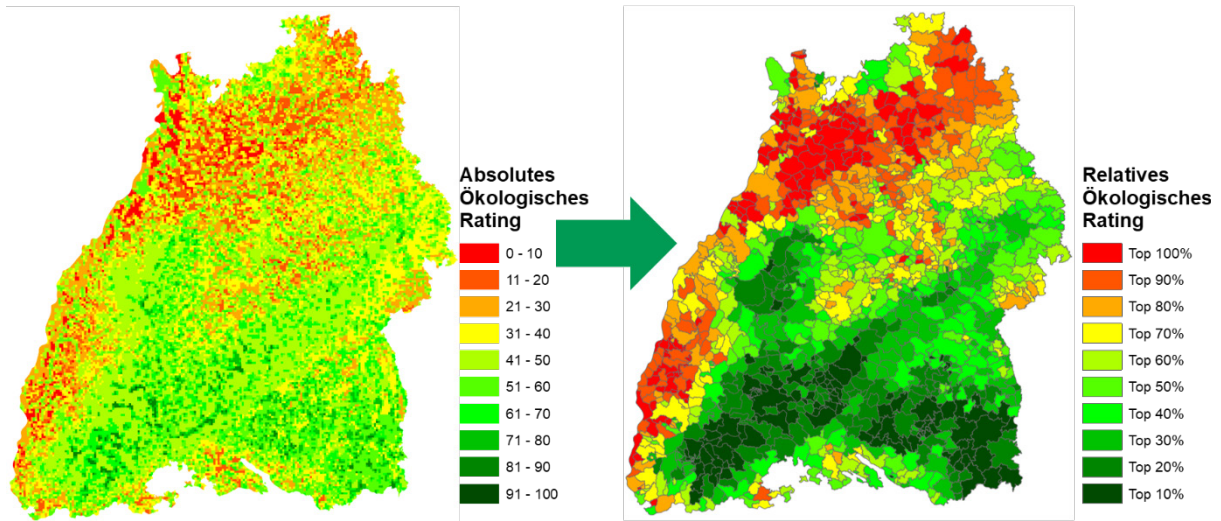 Absolutes
Ökologisches
Rating
0 - 10
11 - 20
21 - 30
31 - 40
41 - 50
51 - 60
61 - 70
71 - 80
81 - 90
91 - 100
Relatives
Ökologisches
Rating
Top 100%
Top 90%
Top 80%
Top 70%
Top 60%
Top 50%
Top 40%
Top 30%
Top 20%
Top 10%